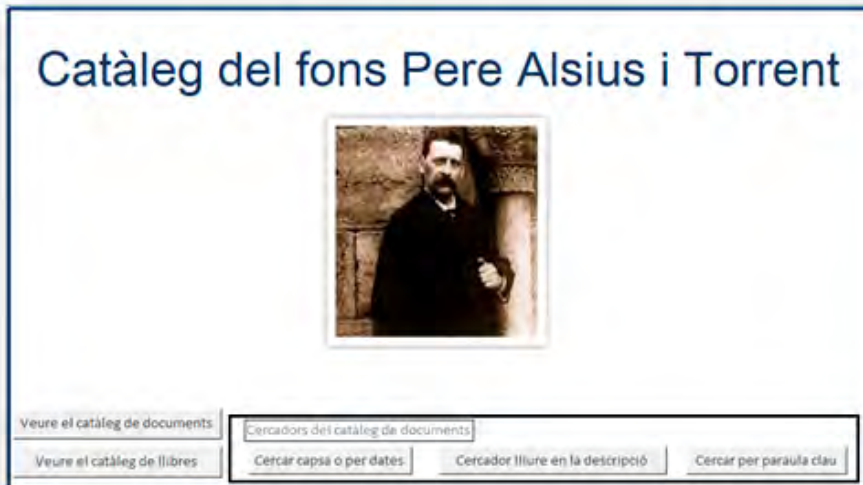 Catàleg del fons Pere Alsius i Torrent
Veure el catàleg de documents
Cercadors del catàleg de documents
Veure el catàleg de llibres
Cercar capsa o per dates
Cercador lliure en la descripció
Cercar per paraula clau